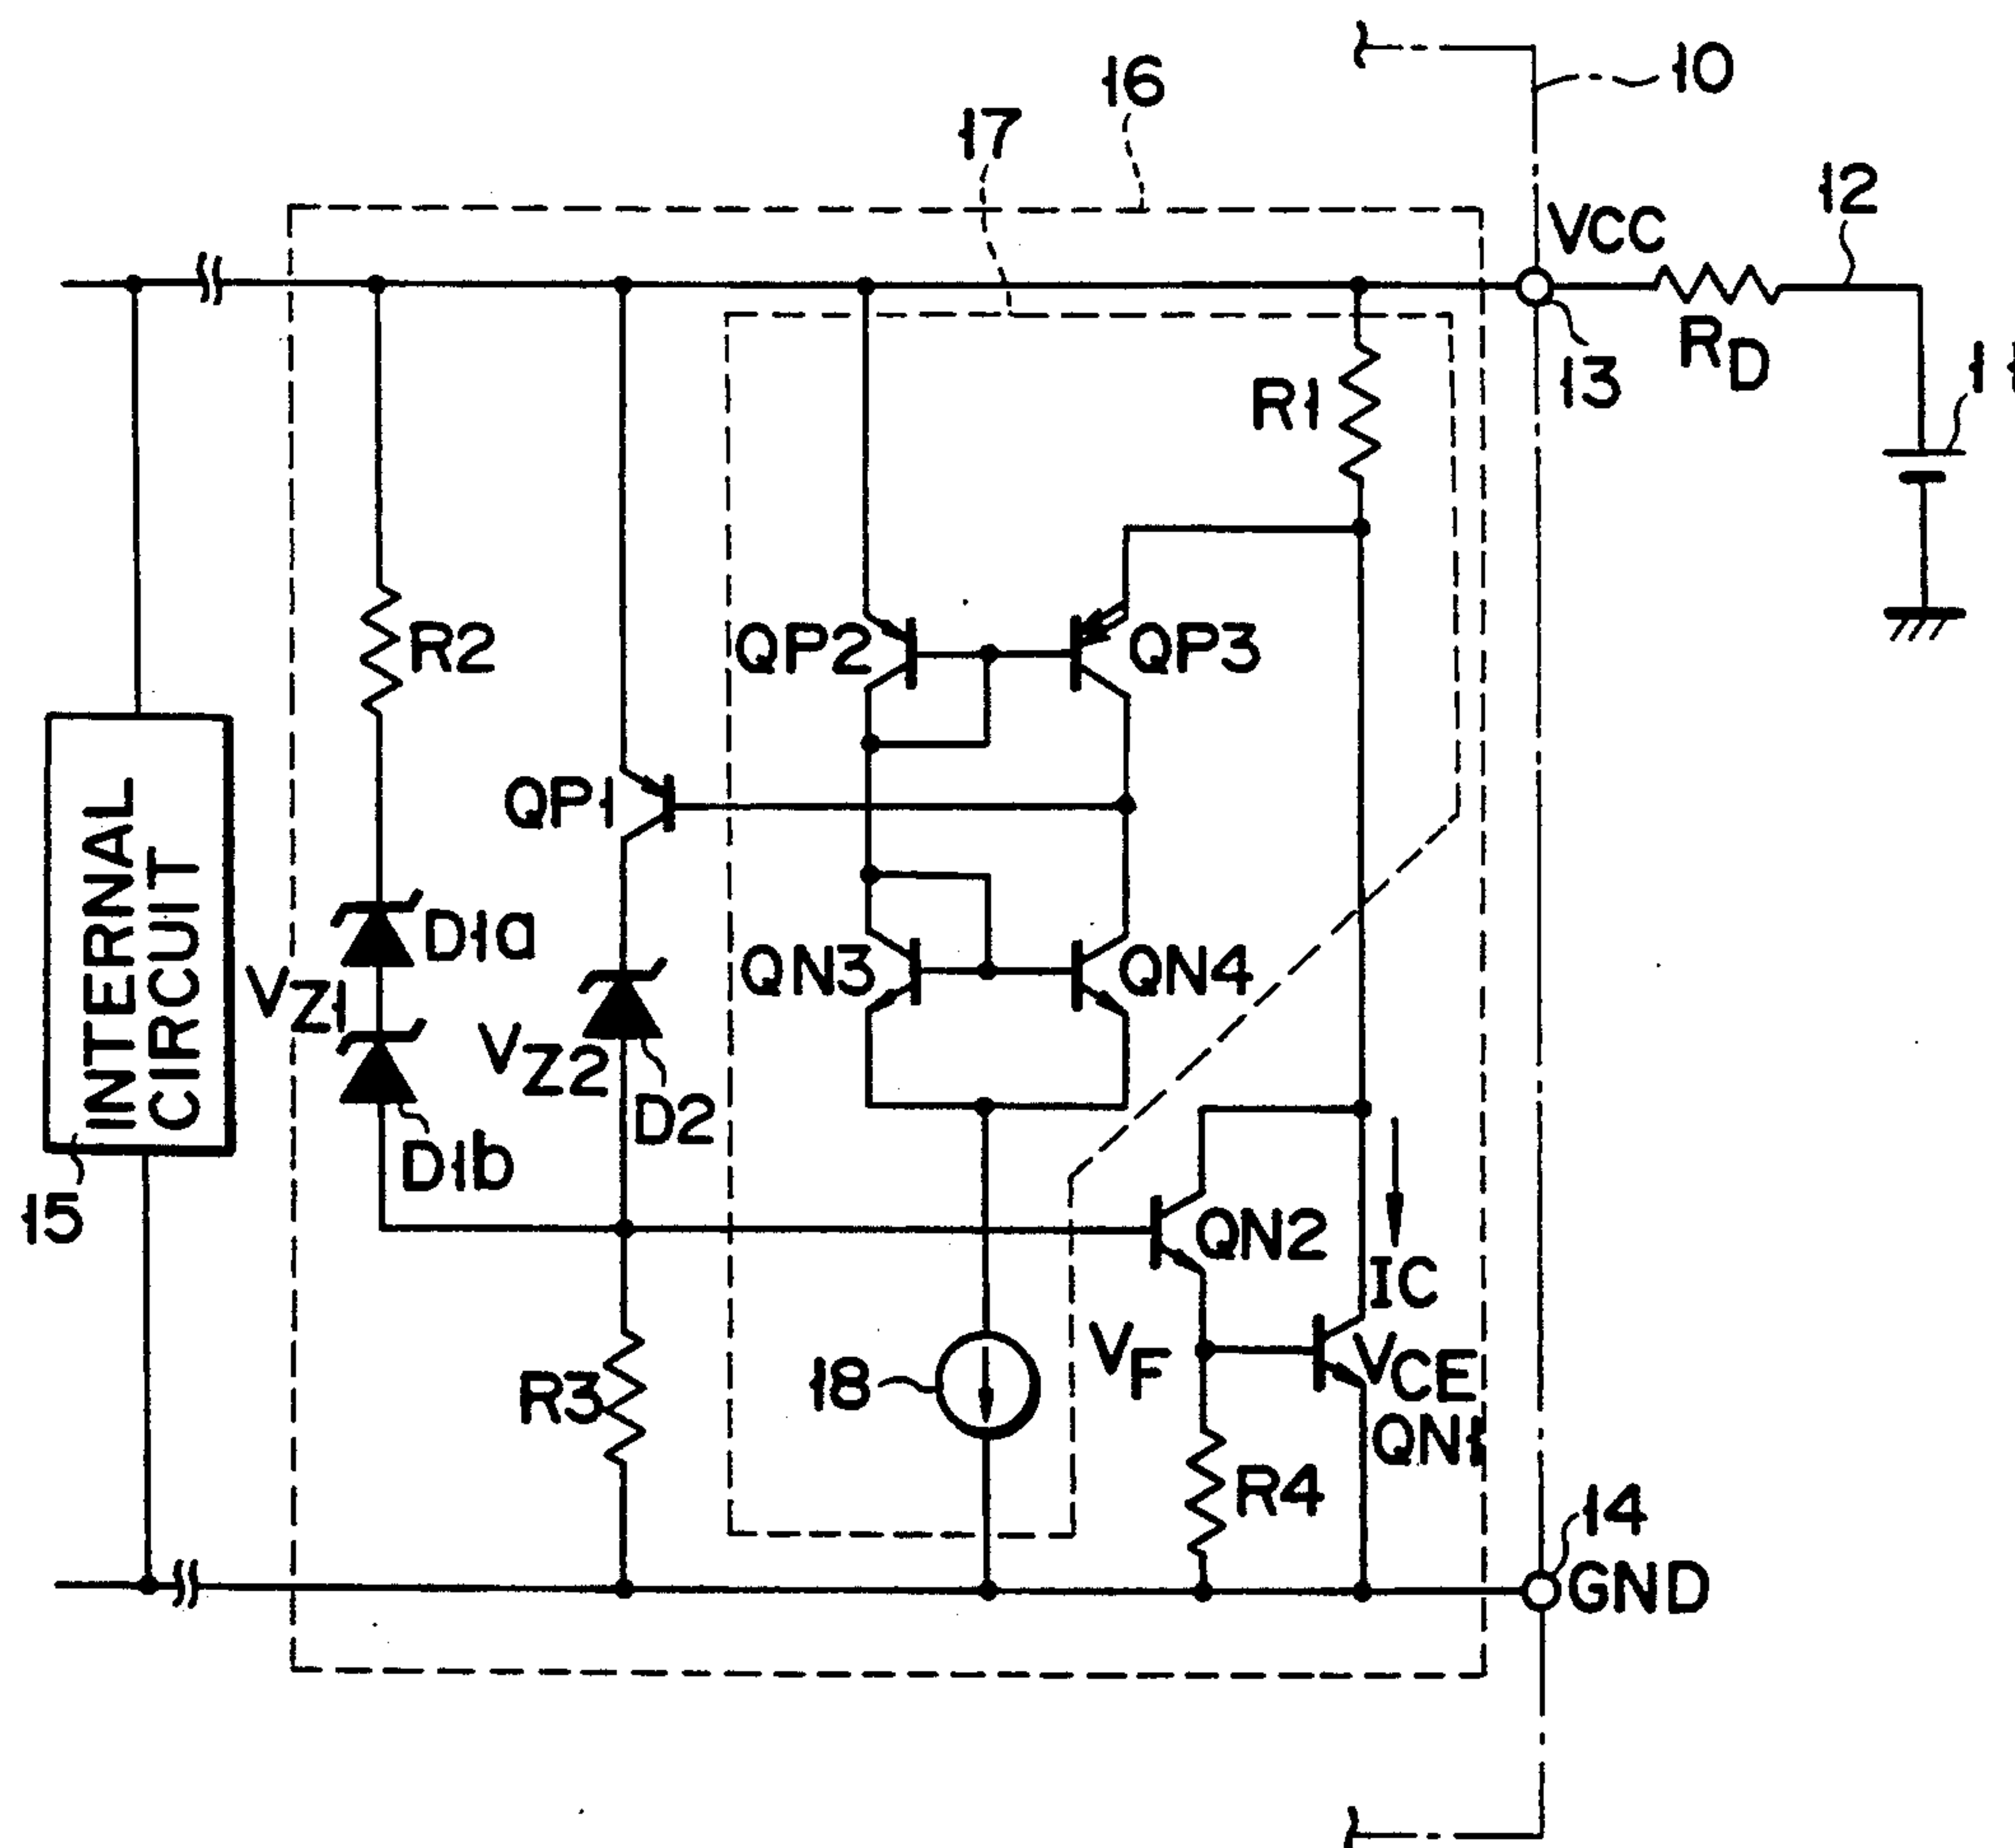 10
16
17
12
VCC
RD
13
11
R1
R2
QP2
QP3
QP1
D1a
VZ1
QN3
QN4
VZ2
D2
D1b
INTERNAL
CIRCUIT
15
QN2
IC
VF
VCE
18
R3
QN1
R4
14
GND